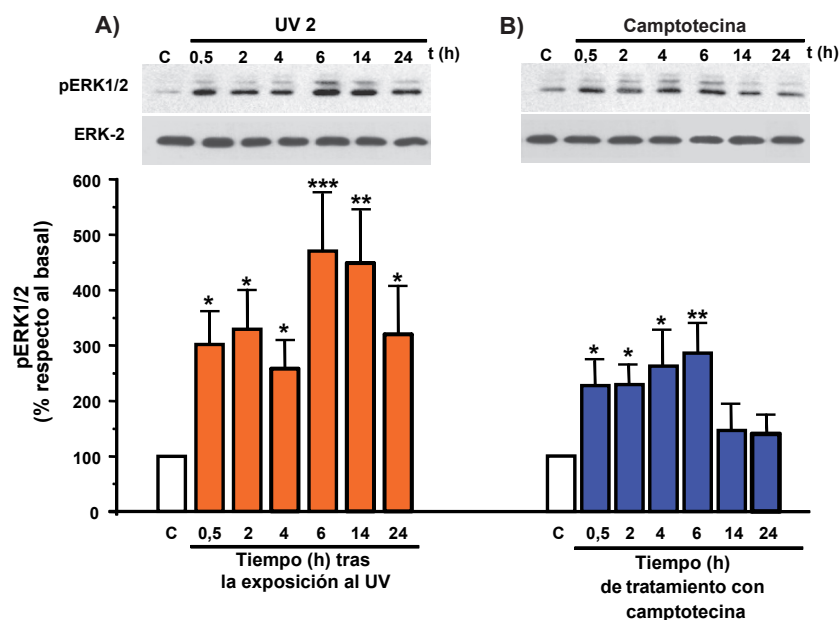 A)
UV 2
C 0,5 2 4 6 14 24 t (h)
pERK1/2
ERK-2
B)
Camptotecina
C 0,5 2 4 6 14 24 t (h)
pERK1/2
(% respecto al basal)
600
500
400
350
300
200
100
0
* * * *** ** *
C 0,5 2 4 6 14 24
Tiempo (h) tras
la exposición al UV
* * * **
C 0,5 2 4 6 14 24
Tiempo (h)
de tratamiento con
camptotecina